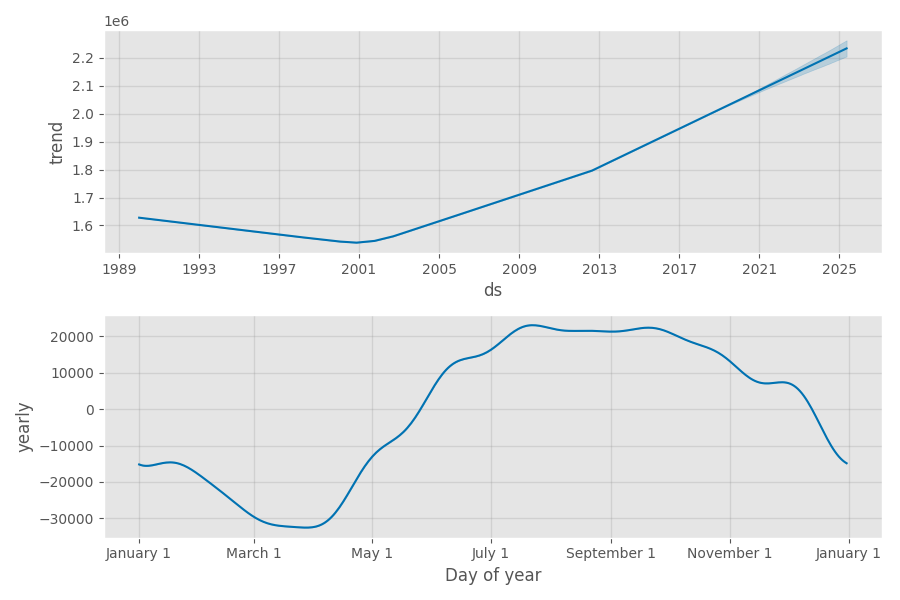 1e6
trend
2.2
2.1
2.0
1.9
1.8
1.7
1.6
1989 1993 1997 2001 2005 2009 2013 2017 2021 2025
ds
yearly
20000
10000
0
−10000
−20000
−30000
January 1 March 1 May 1 July 1 September 1 November 1 January 1
Day of year